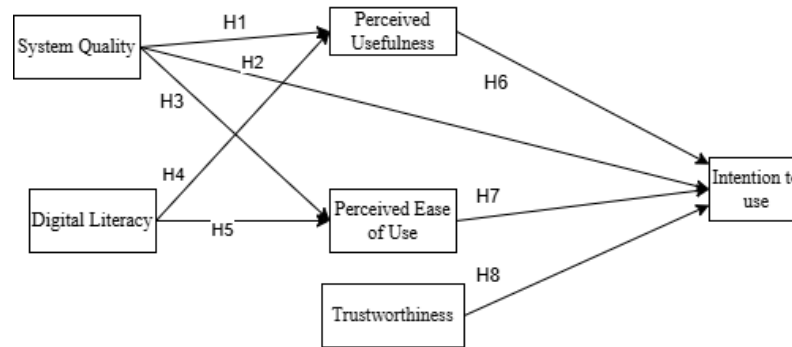 H1
Perceived
Usefulness
System Quality
H2
H6
H3
H4
Intention to
use
H7
Digital Literacy
H5
Perceived Ease
of Use
H8
Trustworthiness